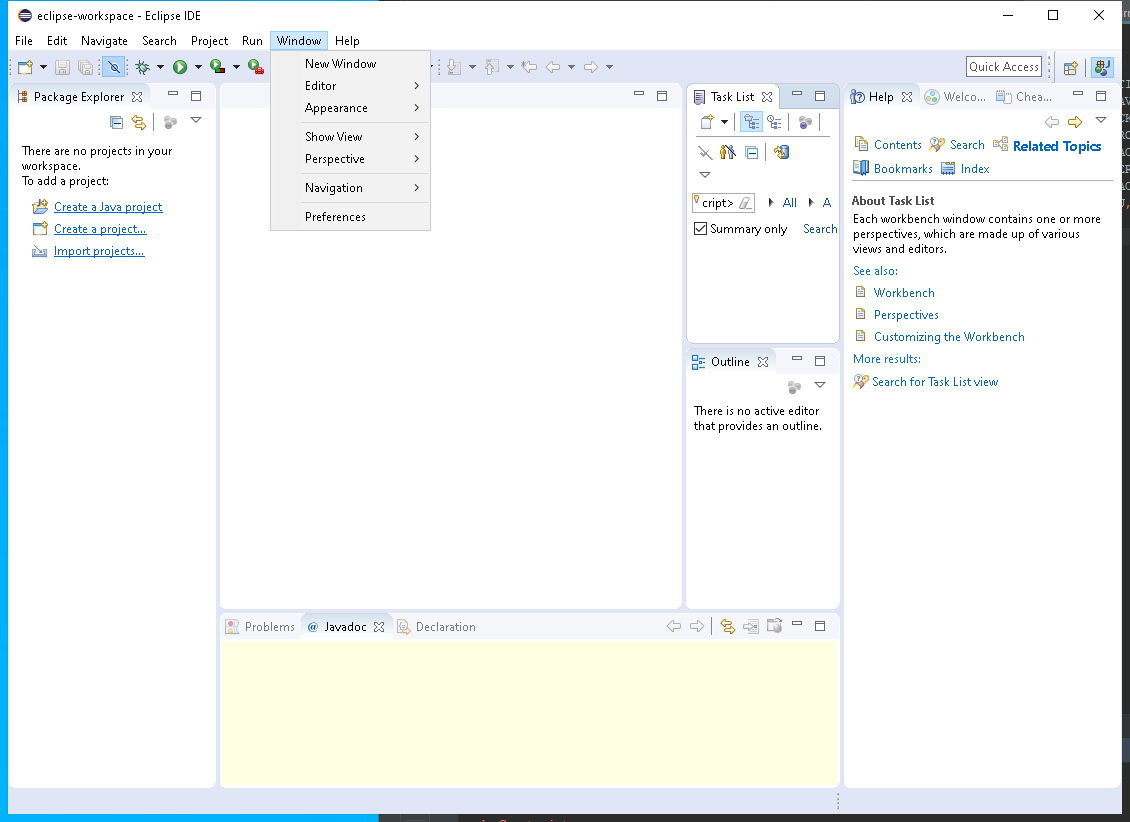 eclipse-workspace - Eclipse IDE
File Edit Navigate Search Project Run Window Help
Quick Access
New Window
Editor
Appearance
Show View
Perspective
Navigation
Preferences
Package Explorer
There are no projects in your
workspace.
To add a project:
Create a Java project
Create a project...
Import projects...
Task List
cript> All A
Summary only Search
Outline
There is no active editor
that provides an outline.
Help Welco... Chea...
Contents Search Related Topics
Bookmarks Index
About Task List
Each workbench window contains one or more
perspectives, which are made up of various
views and editors.
See also:
Workbench
Perspectives
Customizing the Workbench
More results:
Search for Task List view
Problems @ Javadoc Declaration